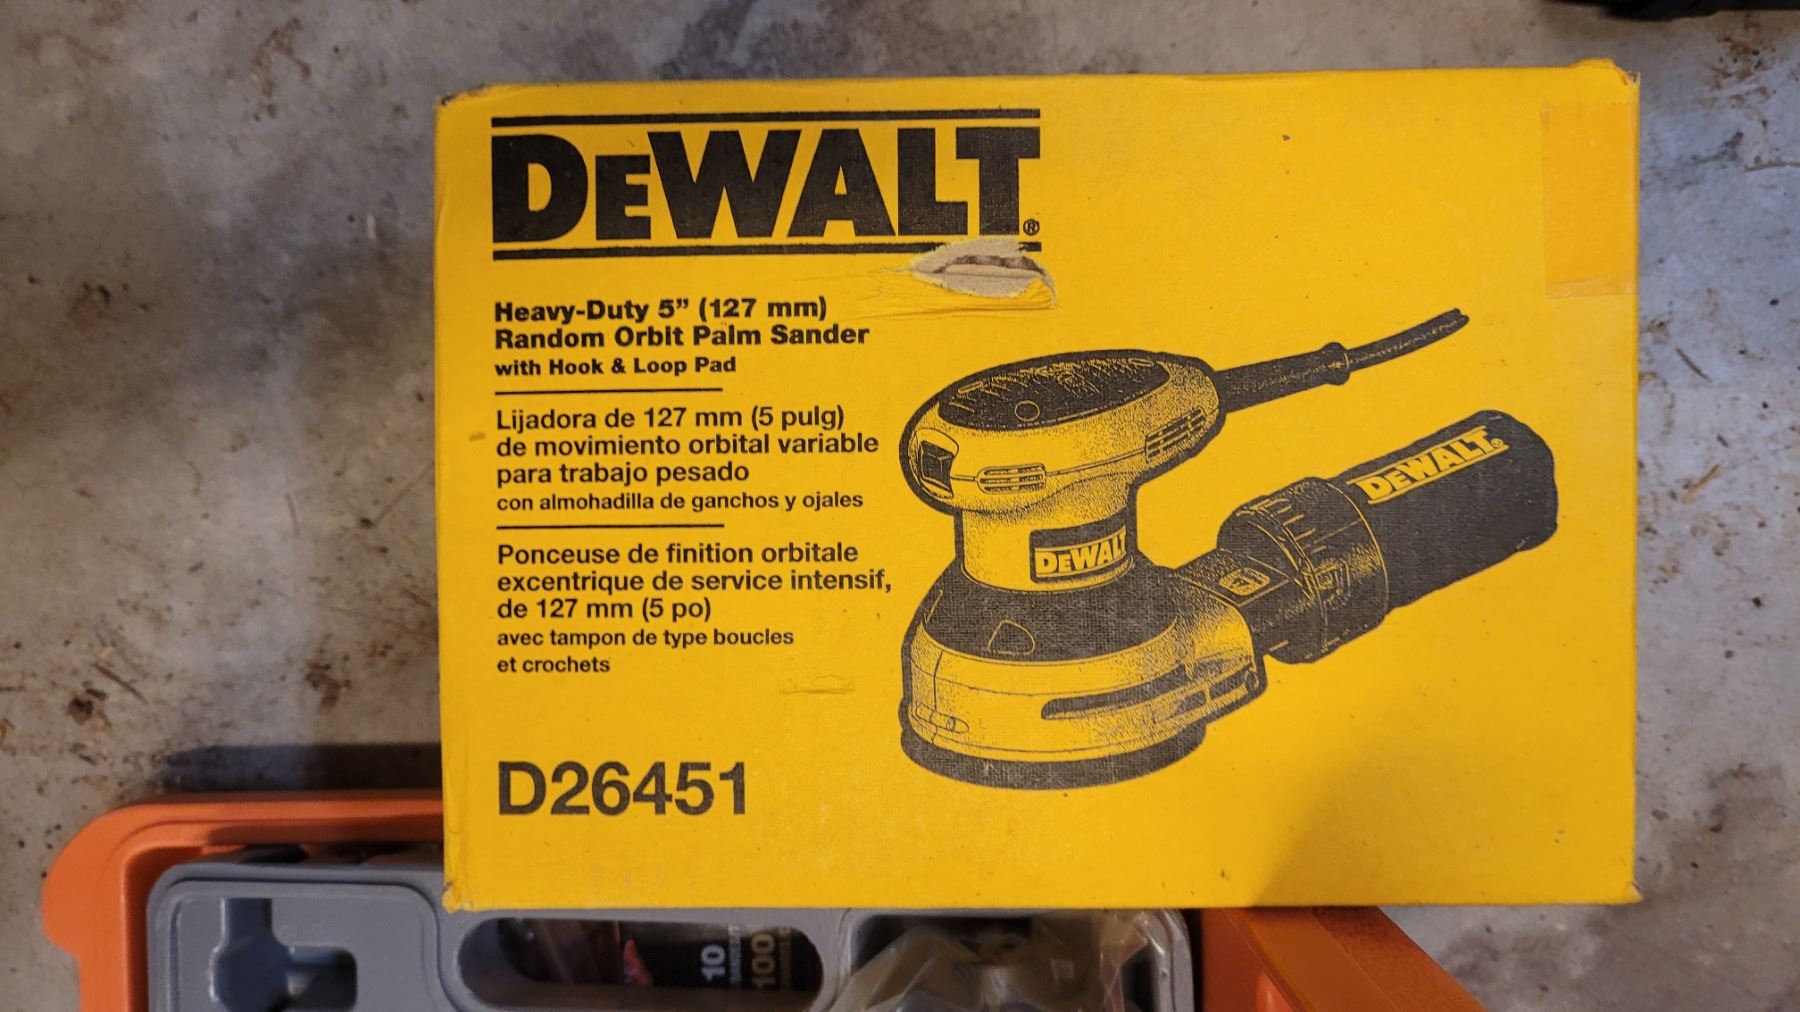 DEWALT®
Heavy-Duty 5” (127 mm)
Random Orbit Palm Sander
with Hook & Loop Pad
Lijadora de 127 mm (5 pulg)
de movimiento orbital variable
para trabajo pesado
con almohadilla de ganchos y ojales
Ponceuse de finition orbitale
excentrique de service intensif,
de 127 mm (5 po)
avec tampon de type boucles
et crochets
D26451
DEWALT
DEWALT®
10
100